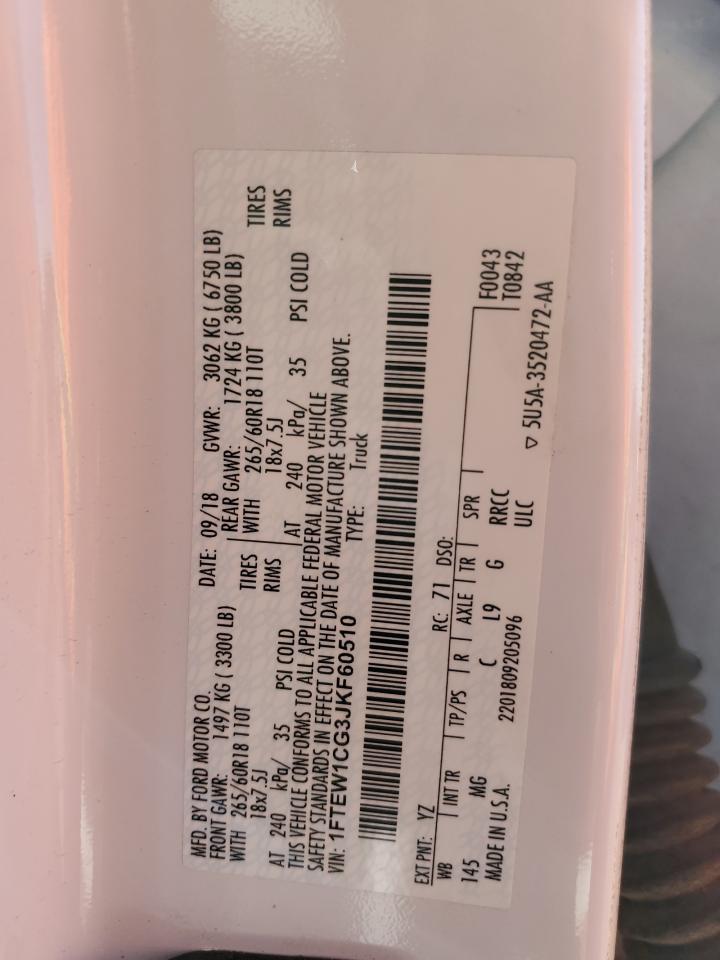 MFD. BY FORD MOTOR CO.
DATE: 09/18 GVWR: 3062 KG ( 6750 LB)
FRONT GAWR: 1497 KG ( 3300 LB)
REAR GAWR: 1724 KG ( 3800 LB)
WITH 265/60R18 110T TIRES
WITH 265/60R18 110T TIRES
18x7.5J RIMS
18x7.5J RIMS
AT 240 kPa/ 35 PSI COLD
AT 240 kPa/ 35 PSI COLD
THIS VEHICLE CONFORMS TO ALL APPLICABLE FEDERAL MOTOR VEHICLE
SAFETY STANDARDS IN EFFECT ON THE DATE OF MANUFACTURE SHOWN ABOVE.
VIN: 1FTEW1CG3JKF60510 TYPE: Truck
EXT PNT: YZ RC: 71 DSO:
WB INT TR TP/PS R AXLE TR SPR F0043
145 MG C L9 G RRCC T0842
MADE IN U.S.A. 2201809205096 ULC
▽ 5U5A-3520472-AA